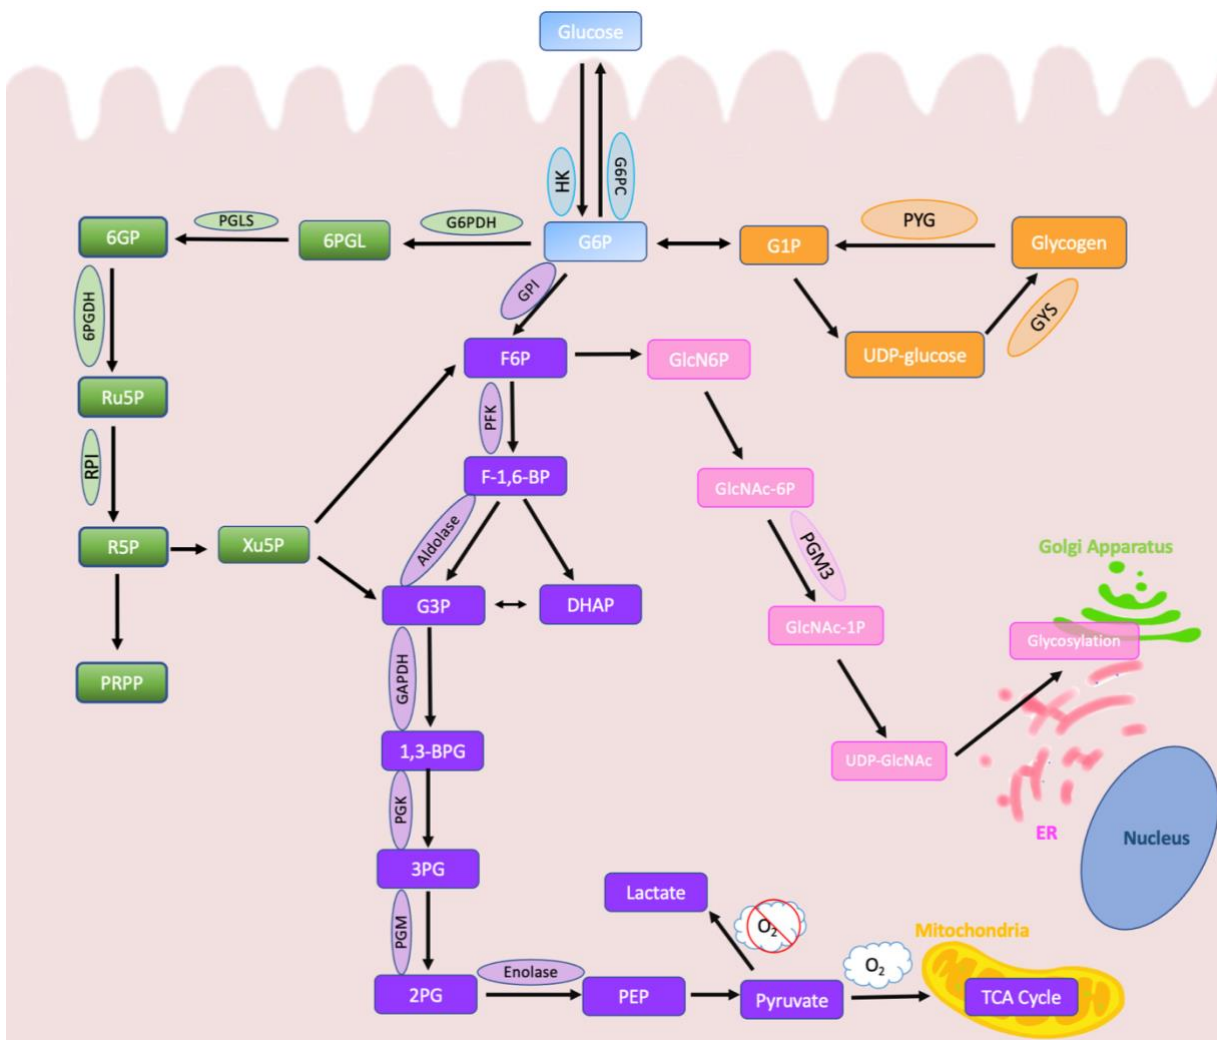 Glucose
HK
G6PC
6GP
PGLS
6PGL
G6PDH
G6P
G1P
PYG
Glycogen
6PGDH
GPI
GYS
F6P
GlcN6P
UDP-glucose
Ru5P
PFK
RPI
F-1,6-BP
GlcNAc-6P
R5P
Xu5P
Aldolase
PGM3
Golgi Apparatus
G3P
DHAP
GlcNAc-1P
Glycosylation
PRPP
GAPDH
1,3-BPG
UDP-GlcNAc
PGK
ER
Nucleus
3PG
Lactate
PGM
O2
Mitochondria
O2
Enolase
2PG
PEP
Pyruvate
TCA Cycle